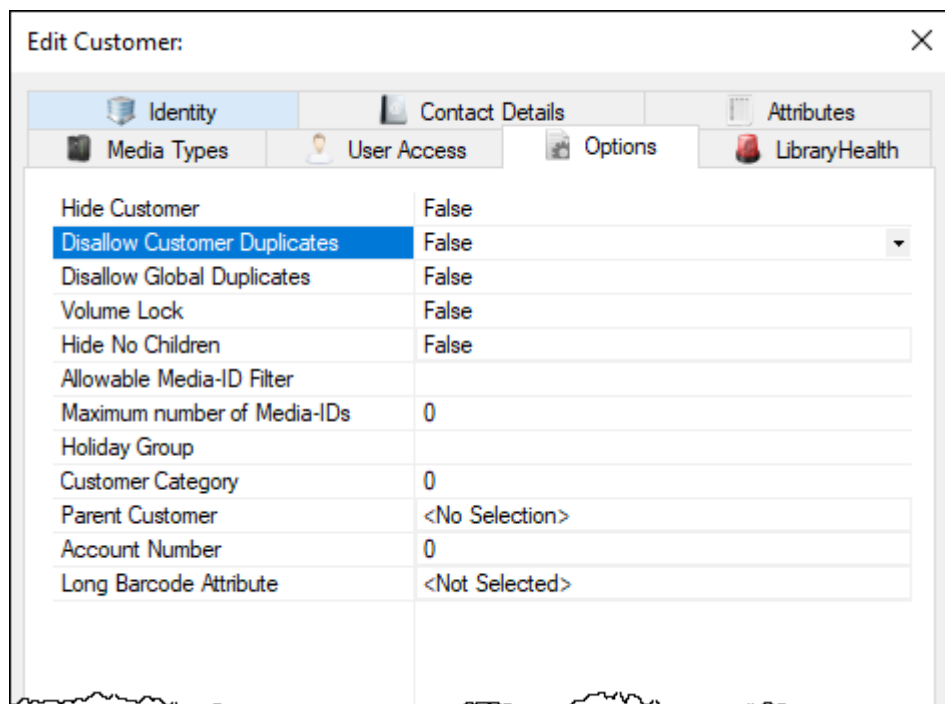 Edit Customer:
Identity Contact Details Attributes
Media Types User Access Options LibraryHealth
Hide Customer False
Disallow Customer Duplicates False
Disallow Global Duplicates False
Volume Lock False
Hide No Children False
Allowable Media-ID Filter
Maximum number of Media-IDs 0
Holiday Group
Customer Category 0
Parent Customer <No Selection>
Account Number 0
Long Barcode Attribute <Not Selected>